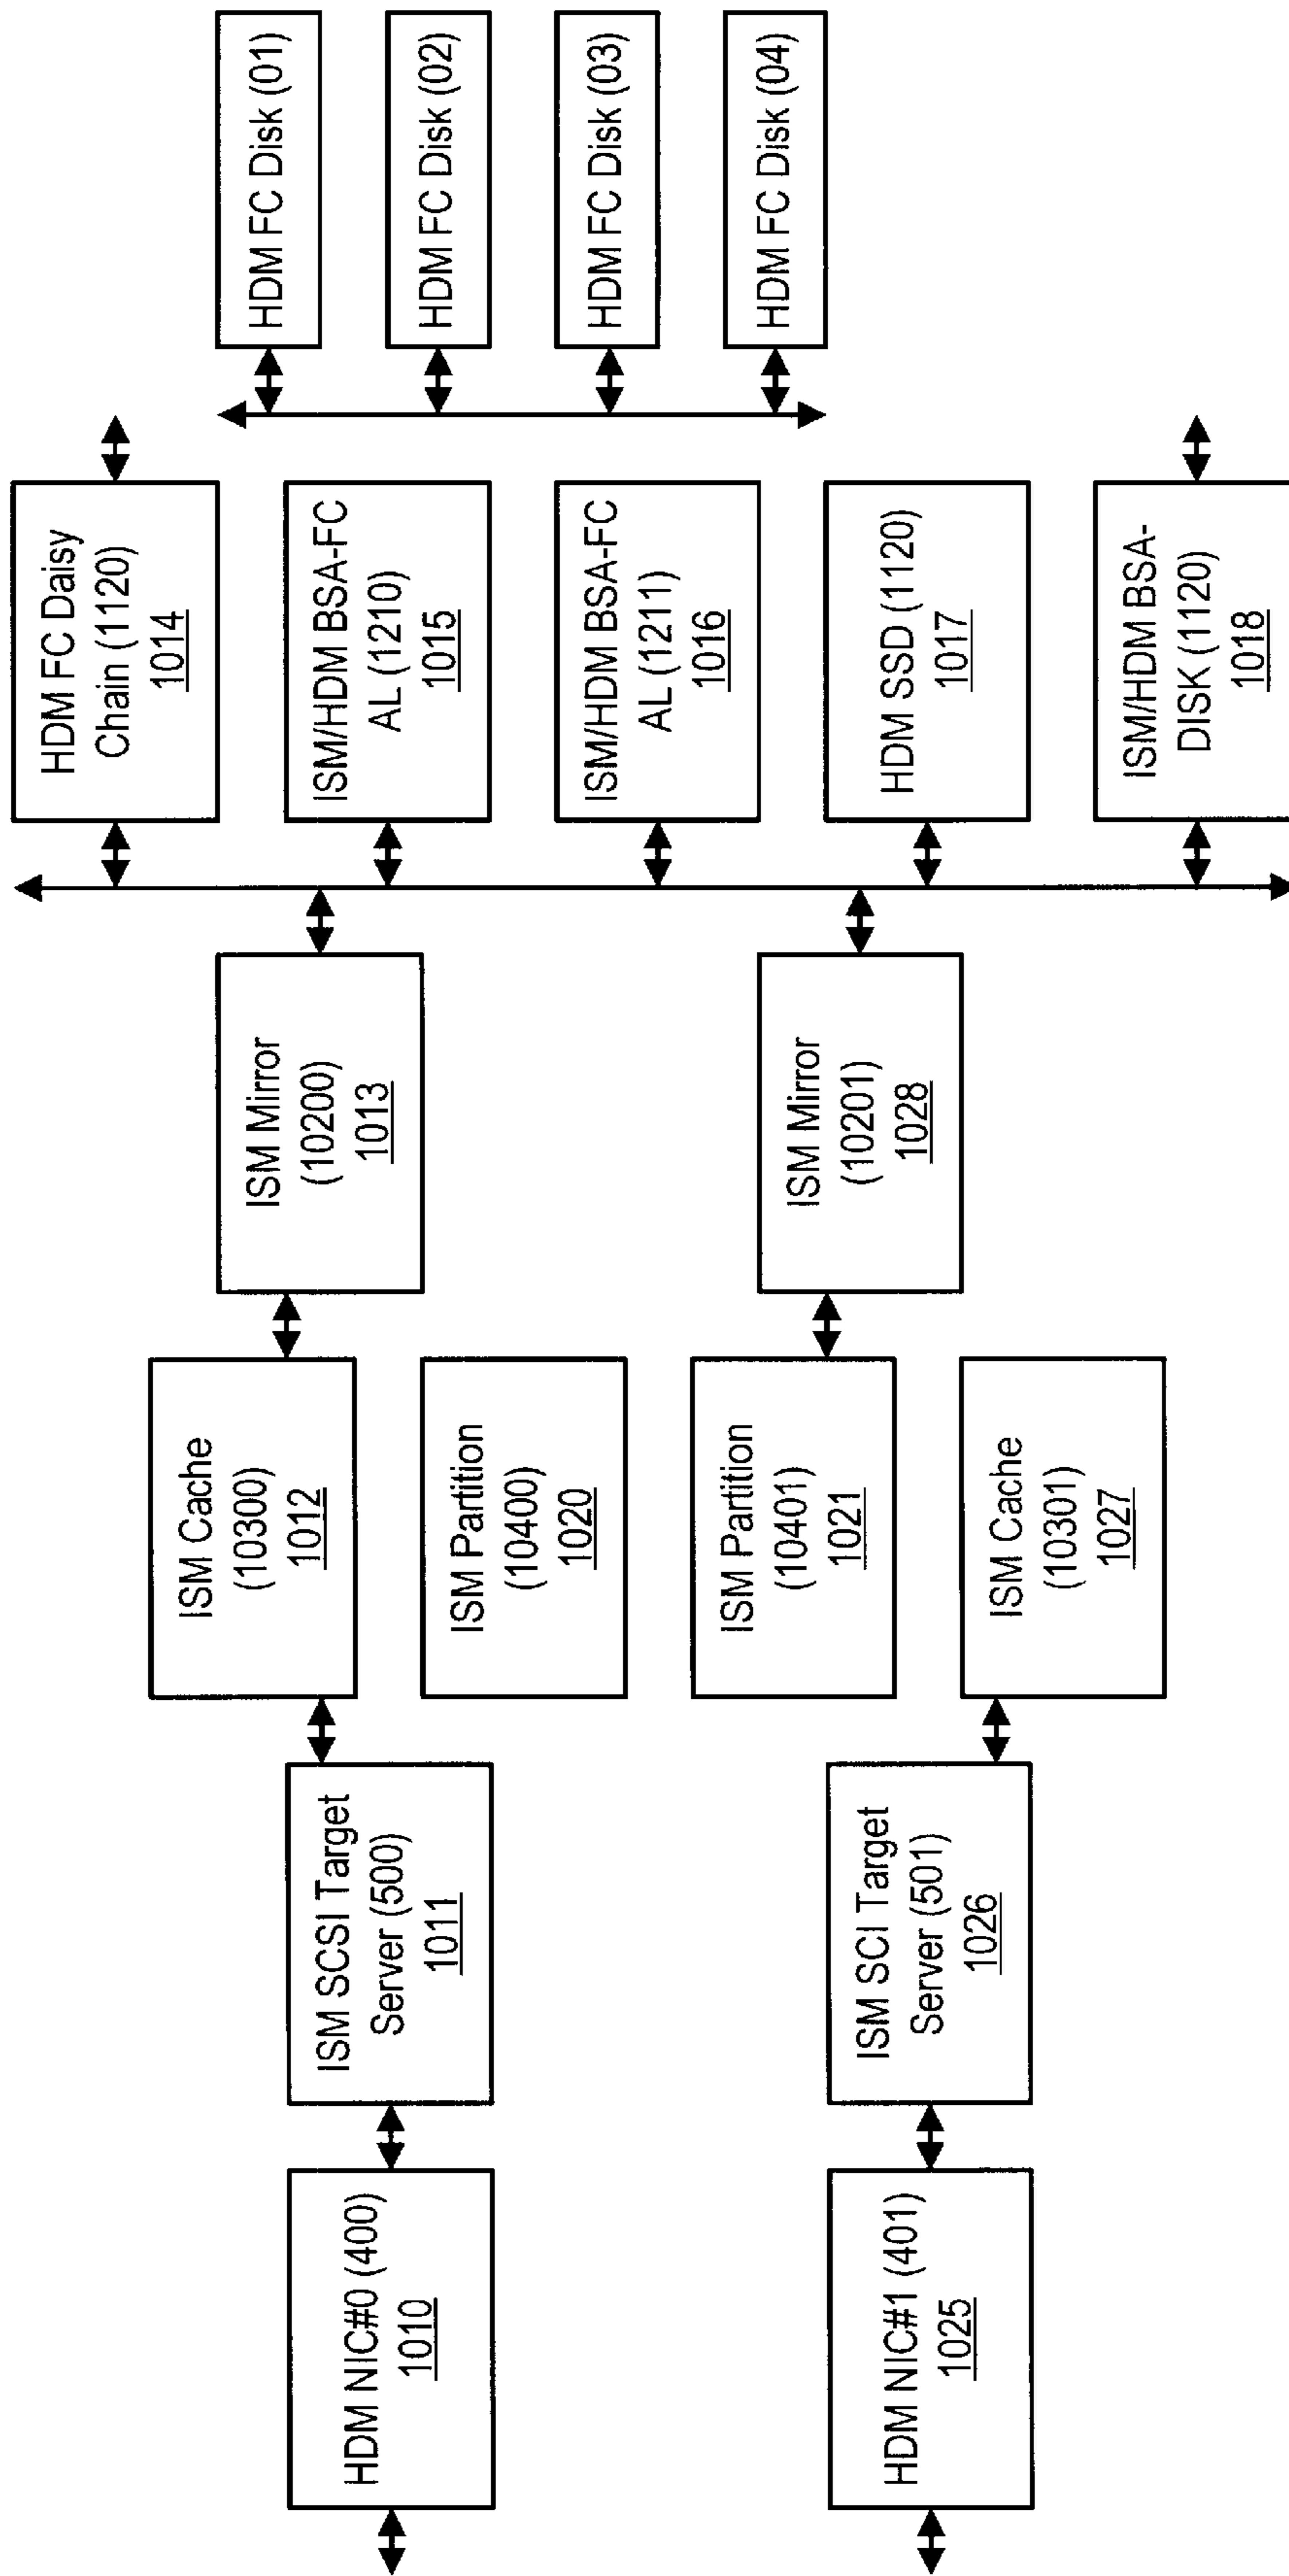 HDM NIC#0 (400)
1010
HDM NIC#1 (401)
1025
ISM SCSI Target
Server (500)
1011
ISM SCI Target
Server (501)
1026
ISM Cache
(10300)
1012
ISM Partition
(10400)
1020
ISM Partition
(10401)
1021
ISM Cache
(10301)
1027
ISM Mirror
(10200)
1013
ISM Mirror
(10201)
1028
HDM FC Daisy
Chain (1120)
1014
ISM/HDM BSA-FC
AL (1210)
1015
ISM/HDM BSA-FC
AL (1211)
1016
HDM SSD (1120)
1017
ISM/HDM BSA-
DISK (1120)
1018
HDM FC Disk (01)
HDM FC Disk (02)
HDM FC Disk (03)
HDM FC Disk (04)